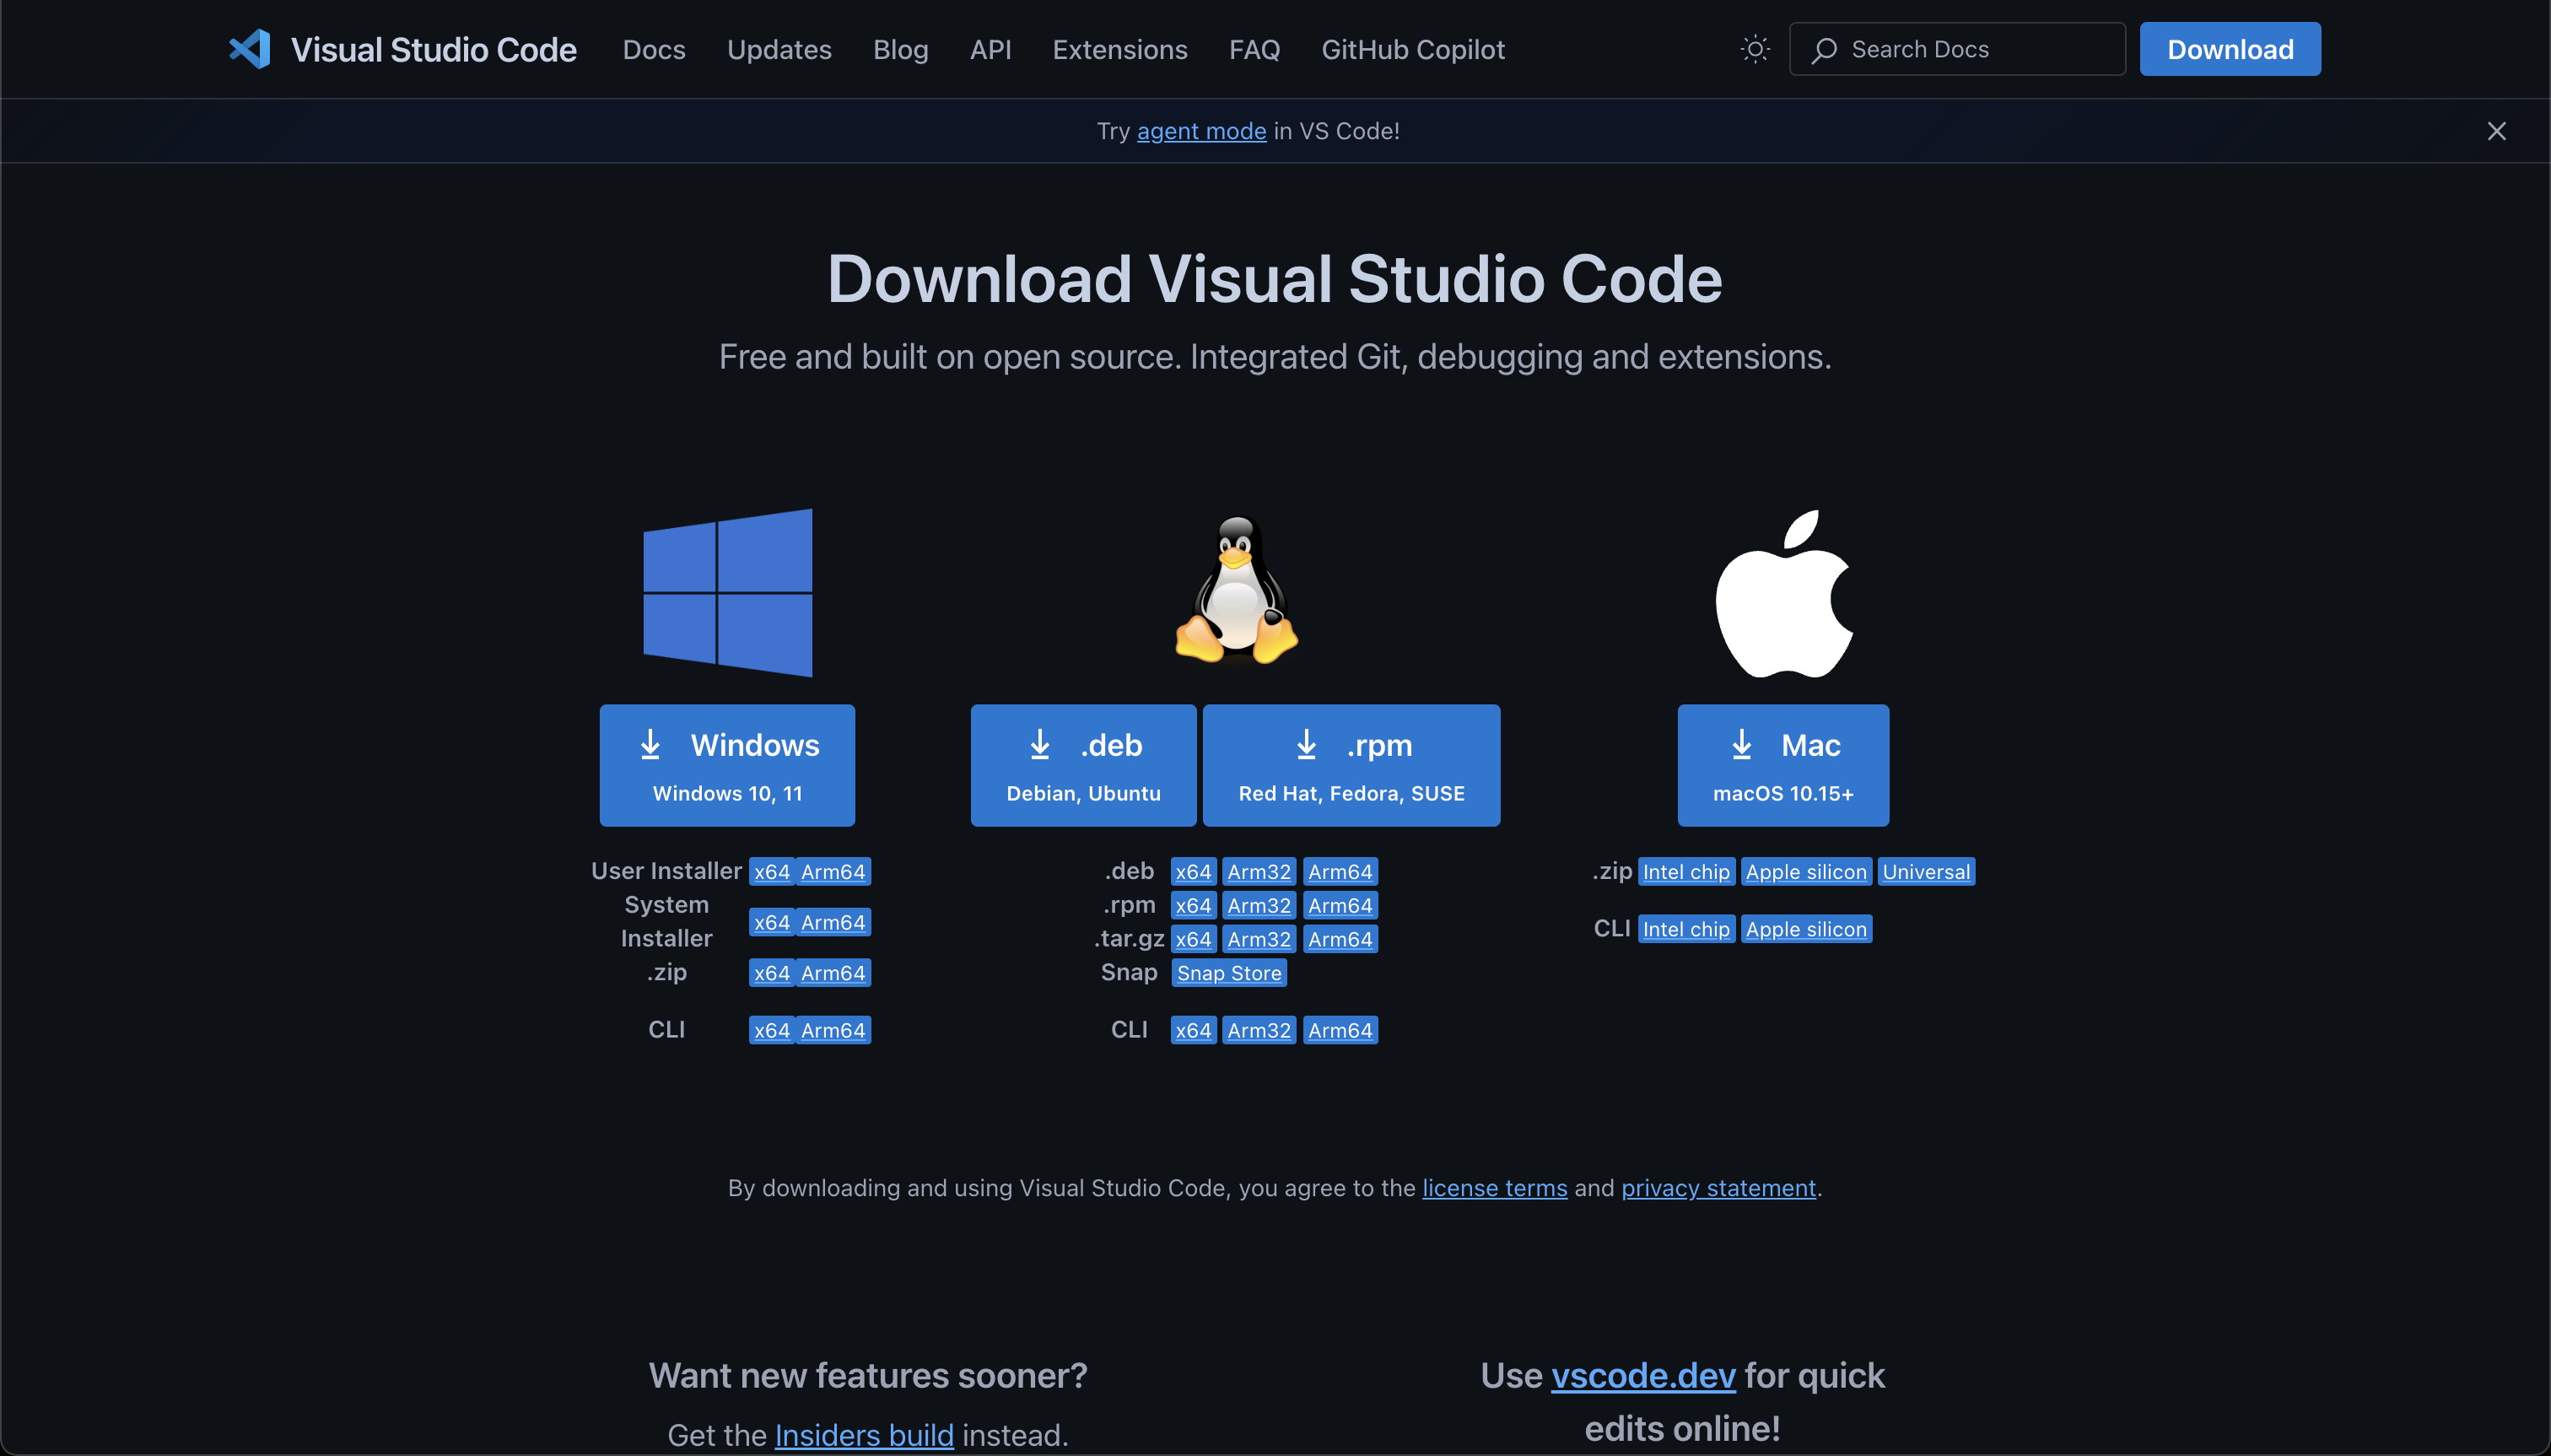 Visual Studio Code Docs Updates Blog API Extensions FAQ GitHub Copilot Search Docs Download
Try agent mode in VS Code!
Download Visual Studio Code
Free and built on open source. Integrated Git, debugging and extensions.
Windows
Windows 10, 11
User Installer x64 Arm64
System
Installer x64 Arm64
.zip x64 Arm64
CLI x64 Arm64
.deb
Debian, Ubuntu
.rpm
Red Hat, Fedora, SUSE
.deb x64 Arm32 Arm64
.rpm x64 Arm32 Arm64
.tar.gz x64 Arm32 Arm64
Snap Snap Store
CLI x64 Arm32 Arm64
Mac
macOS 10.15+
.zip Intel chip Apple silicon Universal
CLI Intel chip Apple silicon
By downloading and using Visual Studio Code, you agree to the license terms and privacy statement.
Want new features sooner?
Get the Insiders build instead.
Use vscode.dev for quick
edits online!